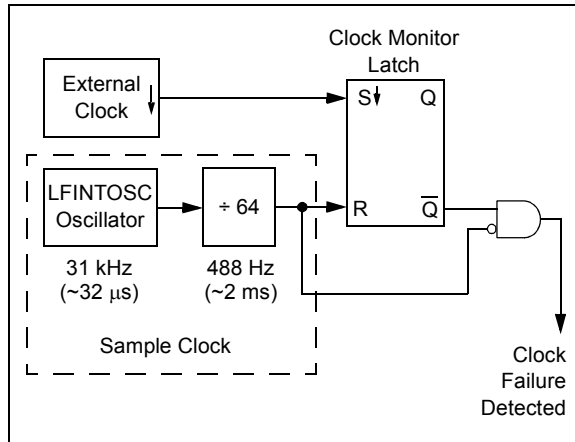 Clock Monitor
Latch
External
Clock
S
Q
LFINTOSC
Oscillator
÷ 64
R
Q̅
31 kHz
(~32 μs)
488 Hz
(~2 ms)
Sample Clock
Clock
Failure
Detected